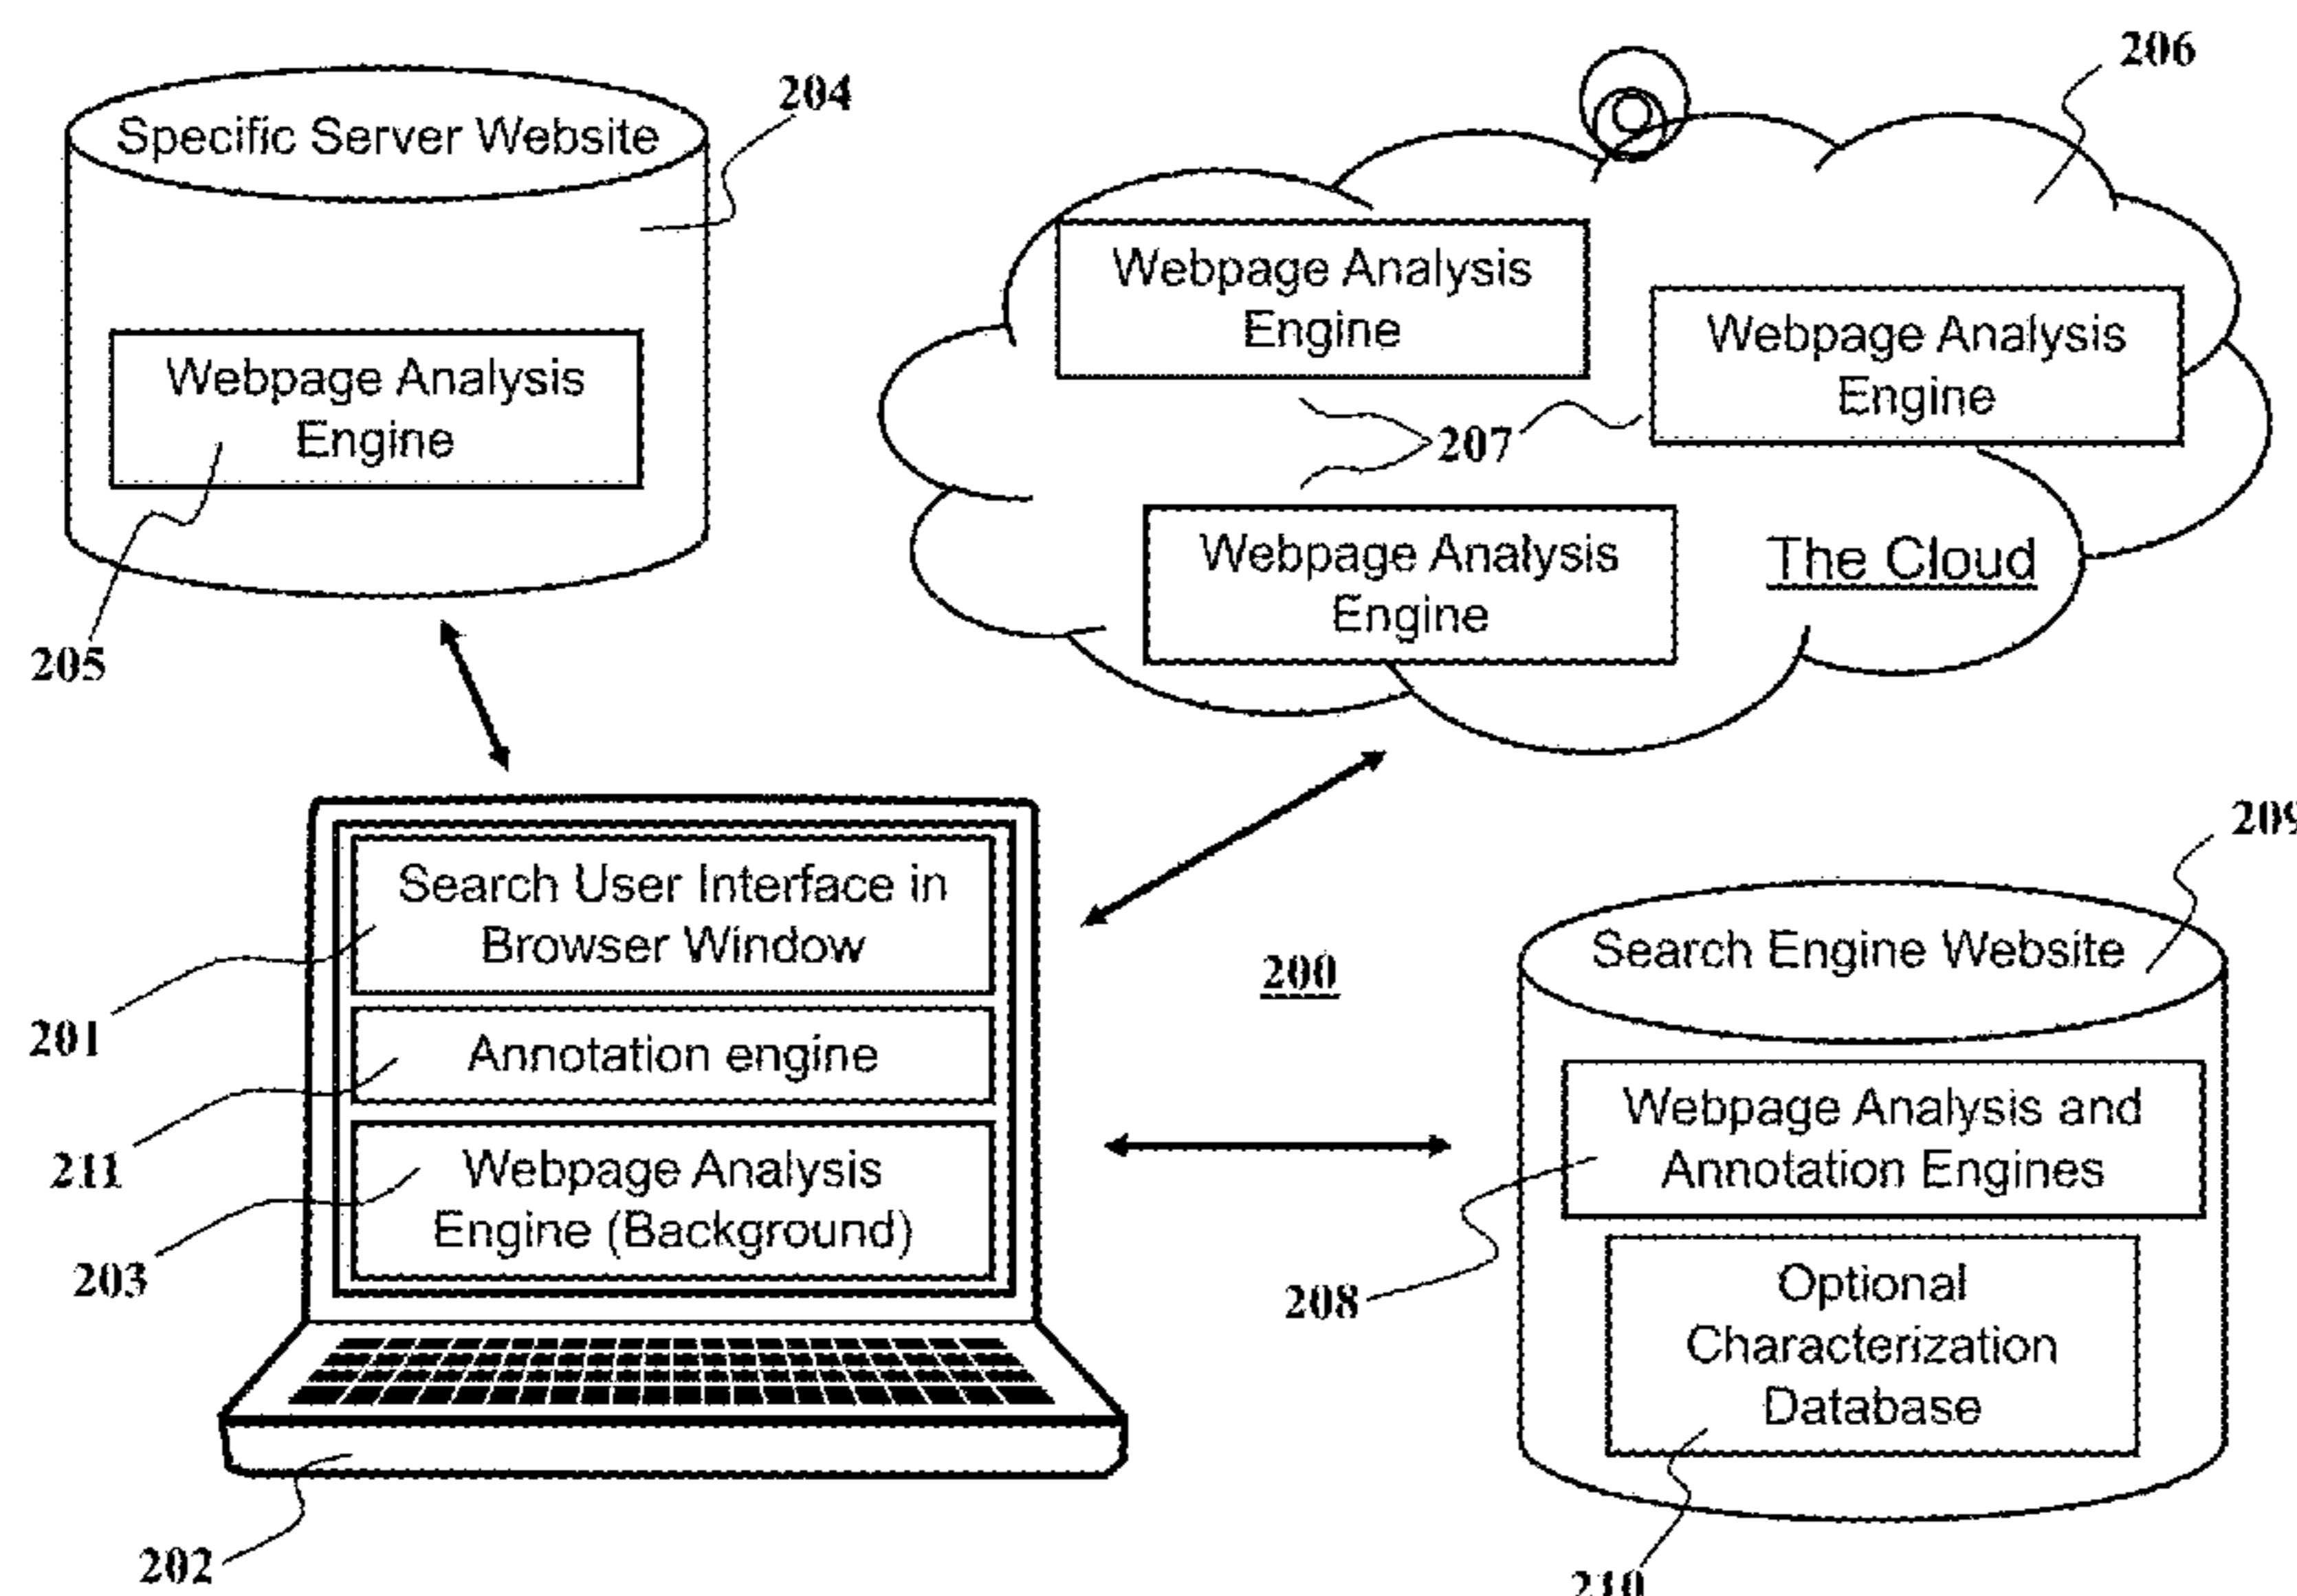 206
204
Specific Server Website
Webpage Analysis
Engine
Webpage Analysis
Engine
Webpage Analysis
Engine
207
205
Webpage Analysis
Engine
The Cloud
209
Search User Interface in
Browser Window
Search Engine Website
200
201
Annotation engine
Webpage Analysis and
Annotation Engines
211
Webpage Analysis
Engine (Background)
203
208
Optional
Characterization
Database
202
210